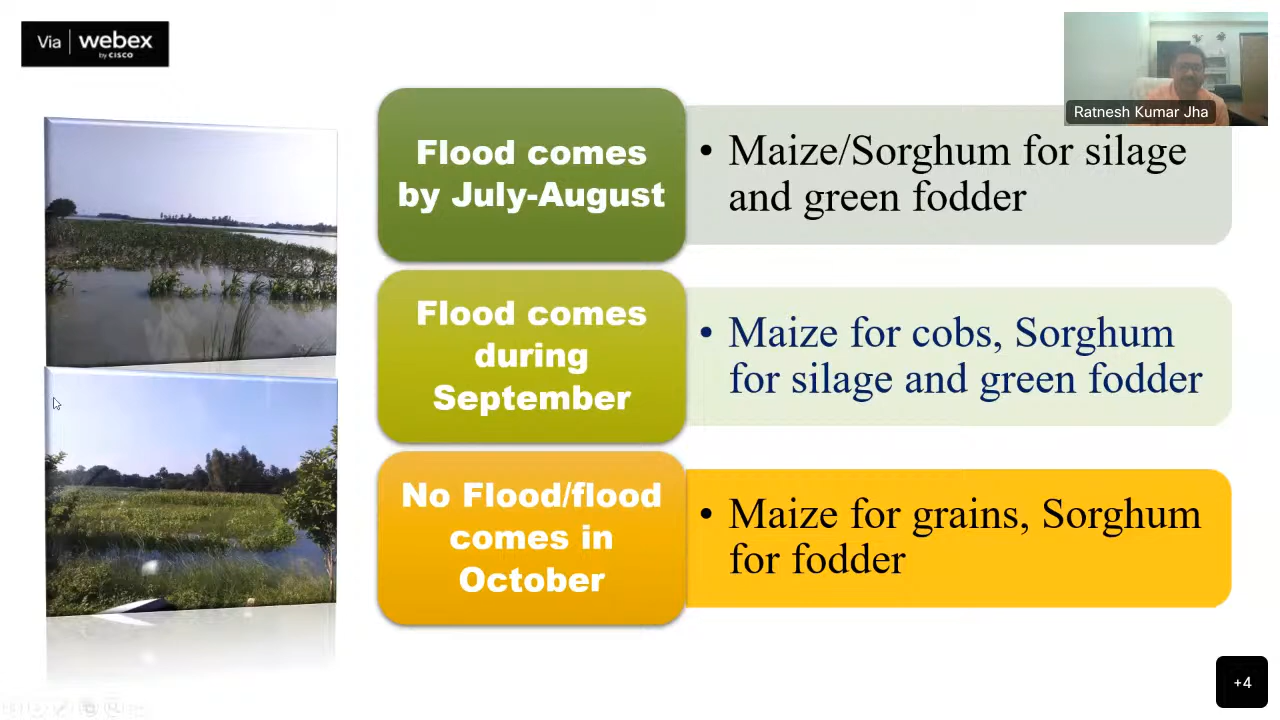 Via | webex
by CISCO
Ratnesh Kumar Jha
Flood comes
by July-August
• Maize/Sorghum for silage
and green fodder
Flood comes
during
September
• Maize for cobs, Sorghum
for silage and green fodder
No Flood/flood
comes in
October
• Maize for grains, Sorghum
for fodder
+4